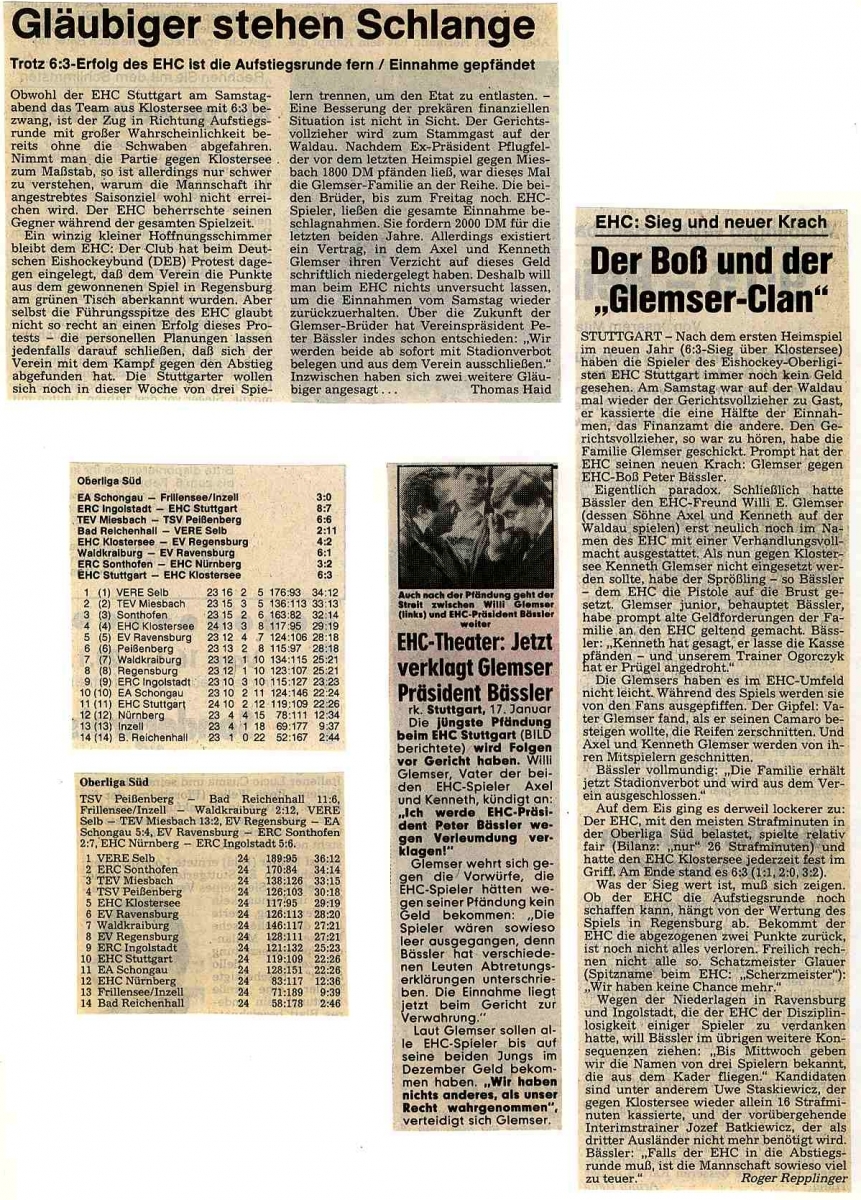 Gläubiger stehen Schlange
Trotz 6:3-Erfolg des EHC ist die Aufstiegsrunde fern / Einnahme gepfändet
Obwohl der EHC Stuttgart am Samstag-
abend das Team aus Klostersee mit 6:3 be-
zwang, ist der Zug in Richtung Aufstiegs-
runde mit großer Wahrscheinlichkeit be-
reits ohne die Schwaben abgefahren.
Nimmt man die Partie gegen Klostersee
zum Maßstab, so ist allerdings nur schwer
zu verstehen, warum die Mannschaft ihr
angestrebtes Saisonziel wohl nicht errei-
chen wird. Der EHC beherrschte seinen
Gegner während der gesamten Spielzeit.
Ein winzig kleiner Hoffnungsschimmer
bleibt dem EHC: Der Club hat beim Deut-
schen Eishockeybund (DEB) Protest dage-
gen eingelegt, daß dem Verein die Punkte
aus dem gewonnenen Spiel in Regensburg
am grünen Tisch aberkannt wurden. Aber
selbst die Führungsspitze des EHC glaubt
nicht so recht an einen Erfolg dieses Pro-
tests – die personellen Planungen lassen
jedenfalls darauf schließen, daß sich der
Verein mit dem Kampf gegen den Abstieg
abgefunden hat. Die Stuttgarter wollen
sich noch in dieser Woche von drei Spie-
lern trennen, um den Etat zu entlasten. –
Eine Besserung der prekären finanziellen
Situation ist nicht in Sicht. Der Gerichts-
vollzieher wird zum Stammgast auf der
Waldau. Nachdem Ex-Präsident Pflugfel-
der vor dem letzten Heimspiel gegen Mies-
bach 1800 DM pfänden ließ, war dieses Mal
die Glemser-Familie an der Reihe. Die bei-
den Brüder, bis zum Freitag noch EHC-
Spieler, ließen die gesamte Einnahme be-
schlagnahmen. Sie fordern 2000 DM für die
letzten beiden Jahre. Allerdings existiert
ein Vertrag, in dem Axel und Kenneth
Glemser ihren Verzicht auf dieses Geld
schriftlich niedergelegt haben. Deshalb will
man beim EHC nichts unversucht lassen,
um die Einnahmen vom Samstag wieder
zurückzuerhalten. Über die Zukunft der
Glemser-Brüder hat Vereinspräsident Pe-
ter Bässler indes schon entschieden: „Wir
werden beide ab sofort mit Stadionverbot
belegen und aus dem Verein ausschließen.“
Inzwischen haben sich zwei weitere Gläu-
biger angesagt . . . Thomas Haid
EHC: Sieg und neuer Krach
Der Boß und der
„Glemser-Clan“
STUTTGART – Nach dem ersten Heimspiel
im neuen Jahr (6:3-Sieg über Klostersee)
haben die Spieler des Eishockey-Oberligi-
sten EHC Stuttgart immer noch kein Geld
gesehen. Am Samstag war auf der Waldau
mal wieder der Gerichtsvollzieher zu Gast,
er kassierte die eine Hälfte der Einnah-
men, das Finanzamt die andere. Den Ge-
richtsvollzieher, so war zu hören, habe die
Familie Glemser geschickt. Prompt hat der
EHC seinen neuen Krach: Glemser gegen
EHC-Boß Peter Bässler.
Eigentlich paradox. Schließlich hatte
Bässler den EHC-Freund Willi E. Glemser
(dessen Söhne Axel und Kenneth auf der
Waldau spielen) erst neulich noch im Na-
men des EHC mit einer Verhandlungsvoll-
macht ausgestattet. Als nun gegen Kloster-
see Kenneth Glemser nicht eingesetzt wer-
den sollte, habe der Sprößling – so Bässler
– dem EHC die Pistole auf die Brust ge-
setzt. Glemser junior, behauptet Bässler,
habe prompt alte Geldforderungen der Fa-
milie an den EHC geltend gemacht. Bäss-
ler: „Kenneth hat gesagt, er lasse die Kasse
pfänden – und unserem Trainer Ogorczyk
hat er Prügel angedroht.“
Die Glemsers haben es im EHC-Umfeld
nicht leicht. Während des Spiels werden sie
von den Fans ausgepfiffen. Der Gipfel: Va-
ter Glemser fand, als er seinen Camaro be-
steigen wollte, die Reifen zerschnitten. Und
Axel und Kenneth Glemser werden von ih-
ren Mitspielern geschnitten.
Bässler vollmundig: „Die Familie erhält
jetzt Stadionverbot und wird aus dem Ver-
ein ausgeschlossen.“
Auf dem Eis ging es derweil lockerer zu:
Der EHC, mit den meisten Strafminuten in
der Oberliga Süd belastet, spielte relativ
fair (Bilanz: „nur“ 26 Strafminuten) und
hatte den EHC Klostersee jederzeit fest im
Griff. Am Ende stand es 6:3 (1:1, 2:0, 3:2).
Was der Sieg wert ist, muß sich zeigen.
Ob der EHC die Aufstiegsrunde noch
schaffen kann, hängt von der Wertung des
Spiels in Regensburg ab. Bekommt der
EHC die abgezogenen zwei Punkte zurück,
ist noch nicht alles verloren. Freilich rech-
nen nicht alle so. Schatzmeister Glauer
(Spitzname beim EHC: „Scherzmeister“):
„Wir haben keine Chance mehr.“
Wegen der Niederlagen in Ravensburg
und Ingolstadt, die der EHC der Disziplin-
losigkeit einiger Spieler zu verdanken
hatte, will Bässler im übrigen weitere Kon-
sequenzen ziehen: „Bis Mittwoch geben
wir die Namen von drei Spielern bekannt,
die aus dem Kader fliegen.“ Kandidaten
sind unter anderem Uwe Staskiewicz, der
gegen Klostersee wieder allein 16 Strafmi-
nuten kassierte, und der vorübergehende
Interimstrainer Jozef Batkiewicz, der als
dritter Ausländer nicht mehr benötigt wird.
Bässler: „Falls der EHC in die Abstiegs-
runde muß, ist die Mannschaft sowieso viel
zu teuer.“ Roger Repplinger
Oberliga Süd
EA Schongau – Frillensee/Inzell 3:0
ERC Ingolstadt – EHC Stuttgart 8:7
TEV Miesbach – TSV Peißenberg 6:6
Bad Reichenhall – VERE Selb 2:11
EHC Klostersee – EV Regensburg 4:2
Waldkraiburg – EV Ravensburg 6:1
ERC Sonthofen – EHC Nürnberg 3:2
EHC Stuttgart – EHC Klostersee 6:3
1 (1) VERE Selb 23 16 2 5 176:93 34:12
2 (2) TEV Miesbach 23 15 3 5 136:113 33:13
3 (3) Sonthofen 23 15 2 6 163:82 32:14
4 (4) EHC Klostersee 24 13 3 8 117:95 29:19
5 (5) EV Ravensburg 23 12 4 7 124:106 28:18
6 (6) Peißenberg 23 13 2 8 115:97 28:18
7 (7) Waldkraiburg 23 12 1 10 134:115 25:21
8 (8) Regensburg 23 12 1 10 123:107 25:21
9 (9) ERC Ingolstadt 23 10 3 10 115:127 23:23
10 (10) EA Schongau 23 10 2 11 124:146 22:24
11 (11) EHC Stuttgart 24 10 2 12 119:109 22:26
12 (12) Nürnberg 23 4 4 15 78:111 12:34
13 (13) Inzell 23 4 1 18 69:177 9:37
14 (14) B. Reichenhall 23 1 0 22 52:167 2:44
Oberliga Süd
TSV Peißenberg – Bad Reichenhall 11:6,
Frillensee/Inzell – Waldkraiburg 2:12, VERE
Selb – TEV Miesbach 13:2, EV Regensburg – EA
Schongau 5:4, EV Ravensburg – ERC Sonthofen
2:7, EHC Nürnberg – ERC Ingolstadt 5:6.
1 VERE Selb 24 189:95 36:12
2 ERC Sonthofen 24 170:84 34:14
3 TEV Miesbach 24 138:126 33:15
4 TSV Peißenberg 24 126:103 30:18
5 EHC Klostersee 24 117:95 29:19
6 EV Ravensburg 24 126:113 28:20
7 Waldkraiburg 24 146:117 27:21
8 EV Regensburg 24 128:111 27:21
9 ERC Ingolstadt 24 121:132 25:23
10 EHC Stuttgart 24 119:109 22:26
11 EA Schongau 24 128:151 22:26
12 EHC Nürnberg 24 83:117 12:36
13 Frillensee/Inzell 24 71:189 9:39
14 Bad Reichenhall 24 58:178 2:46
Auch nach der Pfändung geht der
Streit zwischen Willi Glemser
(links) und EHC-Präsident Bässler
weiter
EHC-Theater: Jetzt
verklagt Glemser
Präsident Bässler
rk. Stuttgart, 17. Januar
Die jüngste Pfändung
beim EHC Stuttgart (BILD
berichtete) wird Folgen
vor Gericht haben. Willi
Glemser, Vater der bei-
den EHC-Spieler Axel
und Kenneth, kündigt an:
„Ich werde EHC-Präsi-
dent Peter Bässler we-
gen Verleumdung ver-
klagen!“
Glemser wehrt sich ge-
gen die Vorwürfe, die
EHC-Spieler hätten we-
gen seiner Pfändung kein
Geld bekommen: „Die
Spieler wären sowieso
leer ausgegangen, denn
Bässler hat verschiede-
nen Leuten Abtretungs-
erklärungen unterschrie-
ben. Die Einnahme liegt
jetzt beim Gericht zur
Verwahrung.“
Laut Glemser sollen al-
le EHC-Spieler bis auf
seine beiden Jungs im
Dezember Geld bekom-
men haben. „Wir haben
nichts anderes, als unser
Recht wahrgenommen“,
verteidigt sich Glemser.